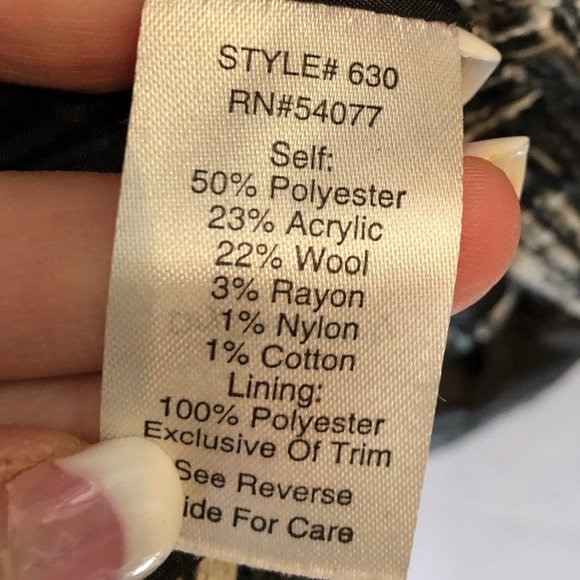 STYLE# 630
RN#54077
Self:
50% Polyester
23% Acrylic
22% Wool
3% Rayon
1% Nylon
1% Cotton
Lining:
100% Polyester
Exclusive Of Trim
See Reverse
ide For Care